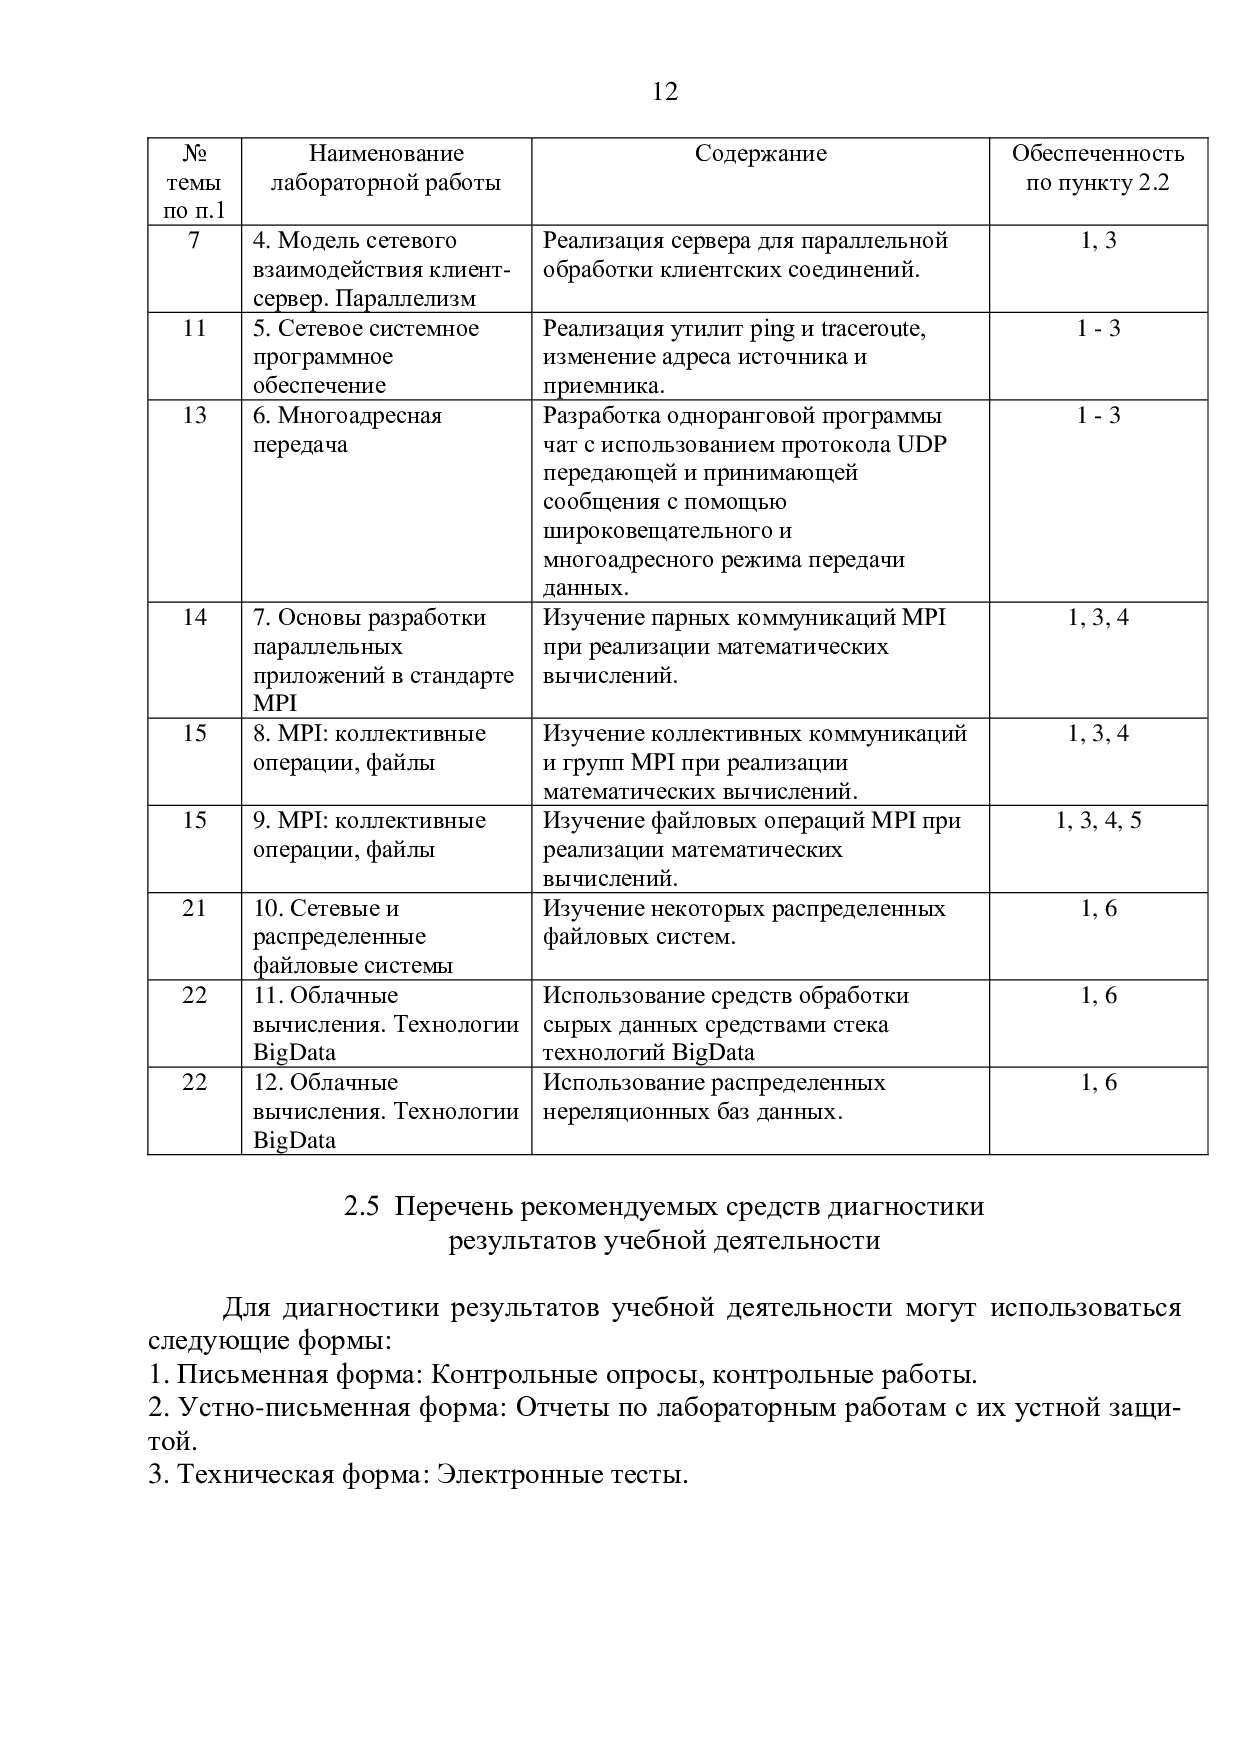 12
№
темы
по п.1
Наименование
лабораторной работы
Содержание
Обеспеченность
по пункту 2.2
7
4. Модель сетевого
взаимодействия клиент-
сервер. Параллелизм
Реализация сервера для параллельной
обработки клиентских соединений.
1, 3
11
5. Сетевое системное
программное
обеспечение
Реализация утилит ping и traceroute,
изменение адреса источника и
приемника.
1 - 3
13
6. Многоадресная
передача
Разработка одноранговой программы
чат с использованием протокола UDP
передающей и принимающей
сообщения с помощью
широковещательного и
многоадресного режима передачи
данных.
1 - 3
14
7. Основы разработки
параллельных
приложений в стандарте
MPI
Изучение парных коммуникаций MPI
при реализации математических
вычислений.
1, 3, 4
15
8. MPI: коллективные
операции, файлы
Изучение коллективных коммуникаций
и групп MPI при реализации
математических вычислений.
1, 3, 4
15
9. MPI: коллективные
операции, файлы
Изучение файловых операций MPI при
реализации математических
вычислений.
1, 3, 4, 5
21
10. Сетевые и
распределенные
файловые системы
Изучение некоторых распределенных
файловых систем.
1, 6
22
11. Облачные
вычисления. Технологии
BigData
Использование средств обработки
сырых данных средствами стека
технологий BigData
1, 6
22
12. Облачные
вычисления. Технологии
BigData
Использование распределенных
нереляционных баз данных.
1, 6
2.5 Перечень рекомендуемых средств диагностики
результатов учебной деятельности
Для диагностики результатов учебной деятельности могут использоваться
следующие формы:
1. Письменная форма: Контрольные опросы, контрольные работы.
2. Устно-письменная форма: Отчеты по лабораторным работам с их устной защи-
той.
3. Техническая форма: Электронные тесты.